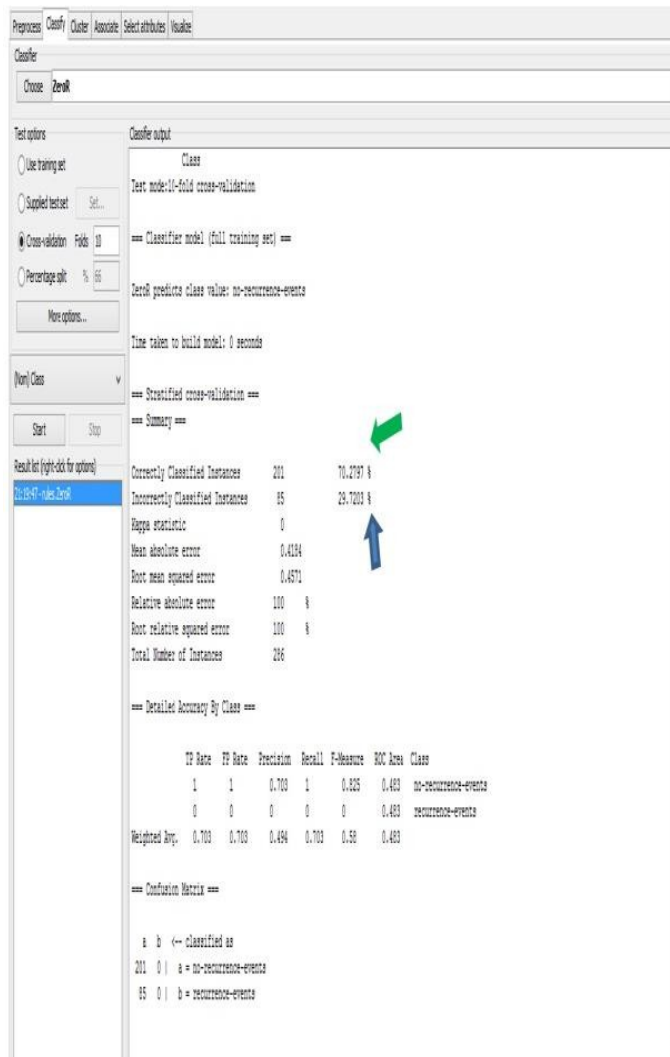 Preprocess Classify Cluster Associate Select attributes Visualize
Classifier
Choose ZeroR
Test options
Use training set
Supplied test set Set...
Cross-validation Folds 10
Percentage split % 66
More options...
(Nom) Class
Start Stop
Result list (right-click for options)
21:19:47 - rules.ZeroR
Classifier output
Class
Test mode:10-fold cross-validation
=== Classifier model (full training set) ===
ZeroR predicts class value: no-recurrence-events
Time taken to build model: 0 seconds
=== Stratified cross-validation ===
=== Summary ===
Correctly Classified Instances 201 70.2797 %
Incorrectly Classified Instances 85 29.7203 %
Kappa statistic 0
Mean absolute error 0.4184
Root mean squared error 0.4571
Relative absolute error 100 %
Root relative squared error 100 %
Total Number of Instances 286
=== Detailed Accuracy By Class ===
TP Rate FP Rate Precision Recall F-Measure ROC Area Class
1 1 0.703 1 0.825 0.483 no-recurrence-events
0 0 0 0 0 0.483 recurrence-events
Weighted Avg. 0.703 0.703 0.494 0.703 0.58 0.483
=== Confusion Matrix ===
a b <-- classified as
201 0 | a = no-recurrence-events
85 0 | b = recurrence-events